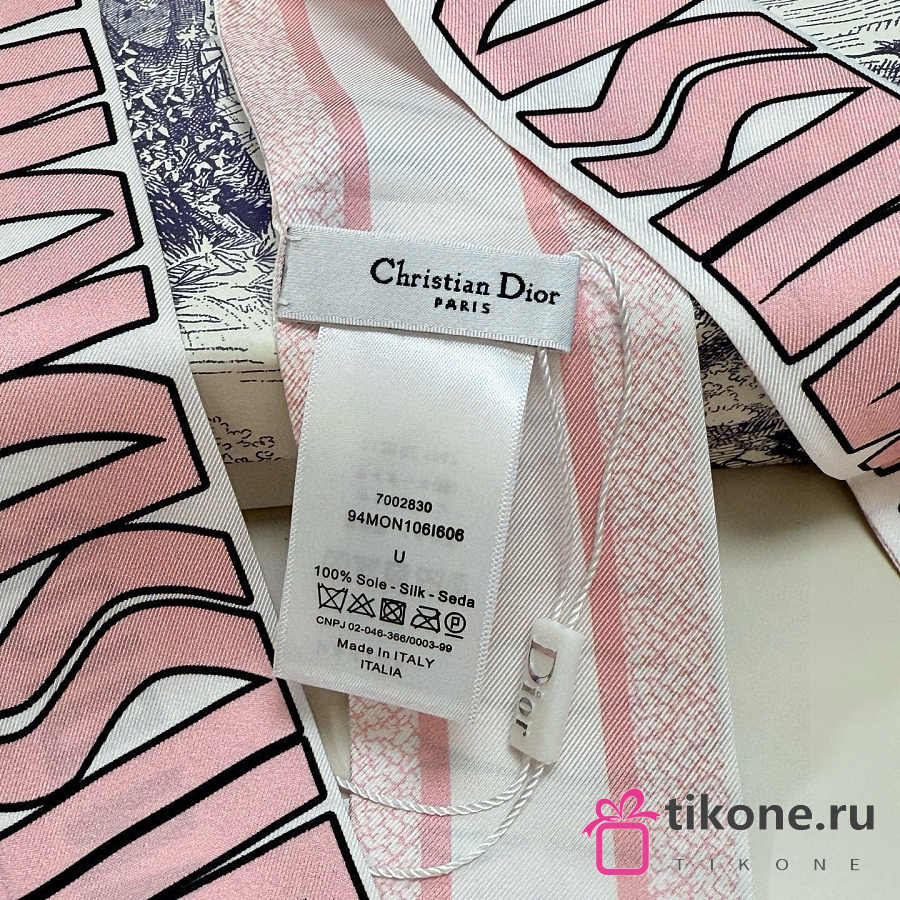 Christian Dior
PARIS
7002830
94MON106I606
U
100% Soie - Silk - Seda
P
CNPJ 02-046-366/0003-99
Made In ITALY
ITALIA
Dior
tikone.ru
TIKONE